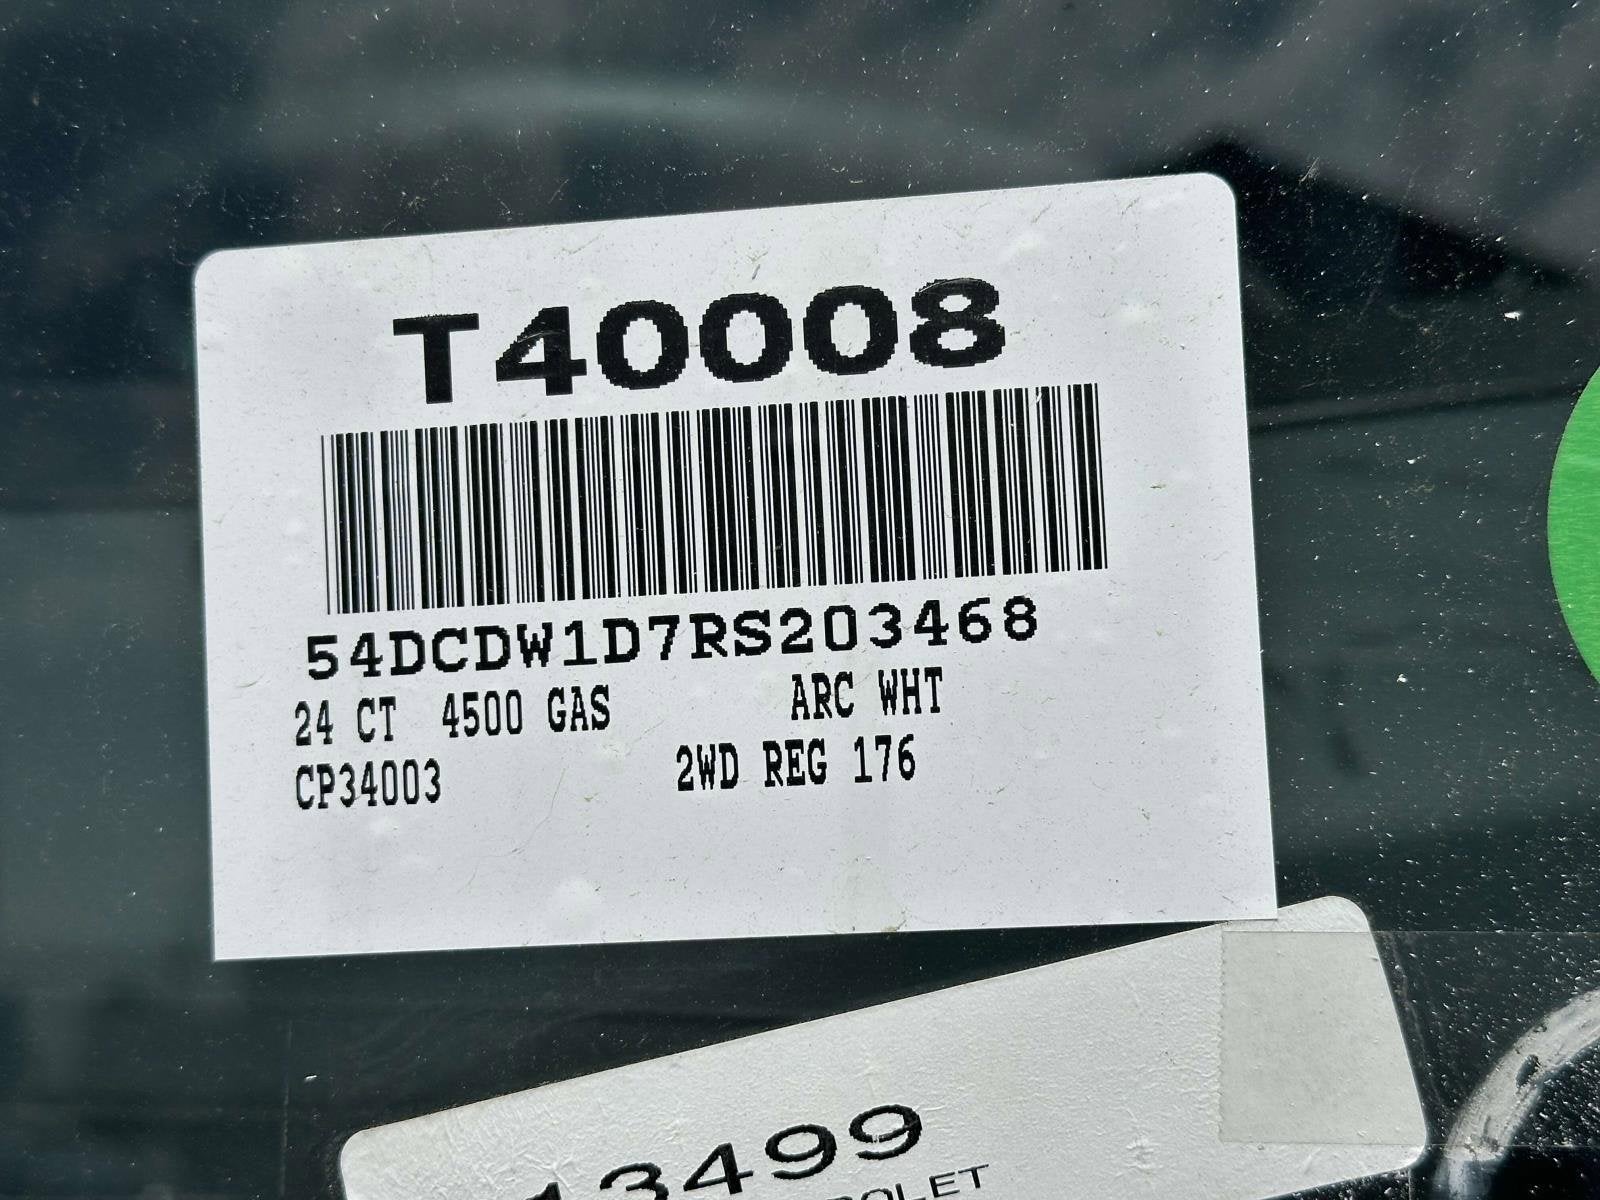 T40008
54DCDW1D7RS203468
24 CT 4500 GAS ARC WHT
CP34003 2WD REG 176
13499